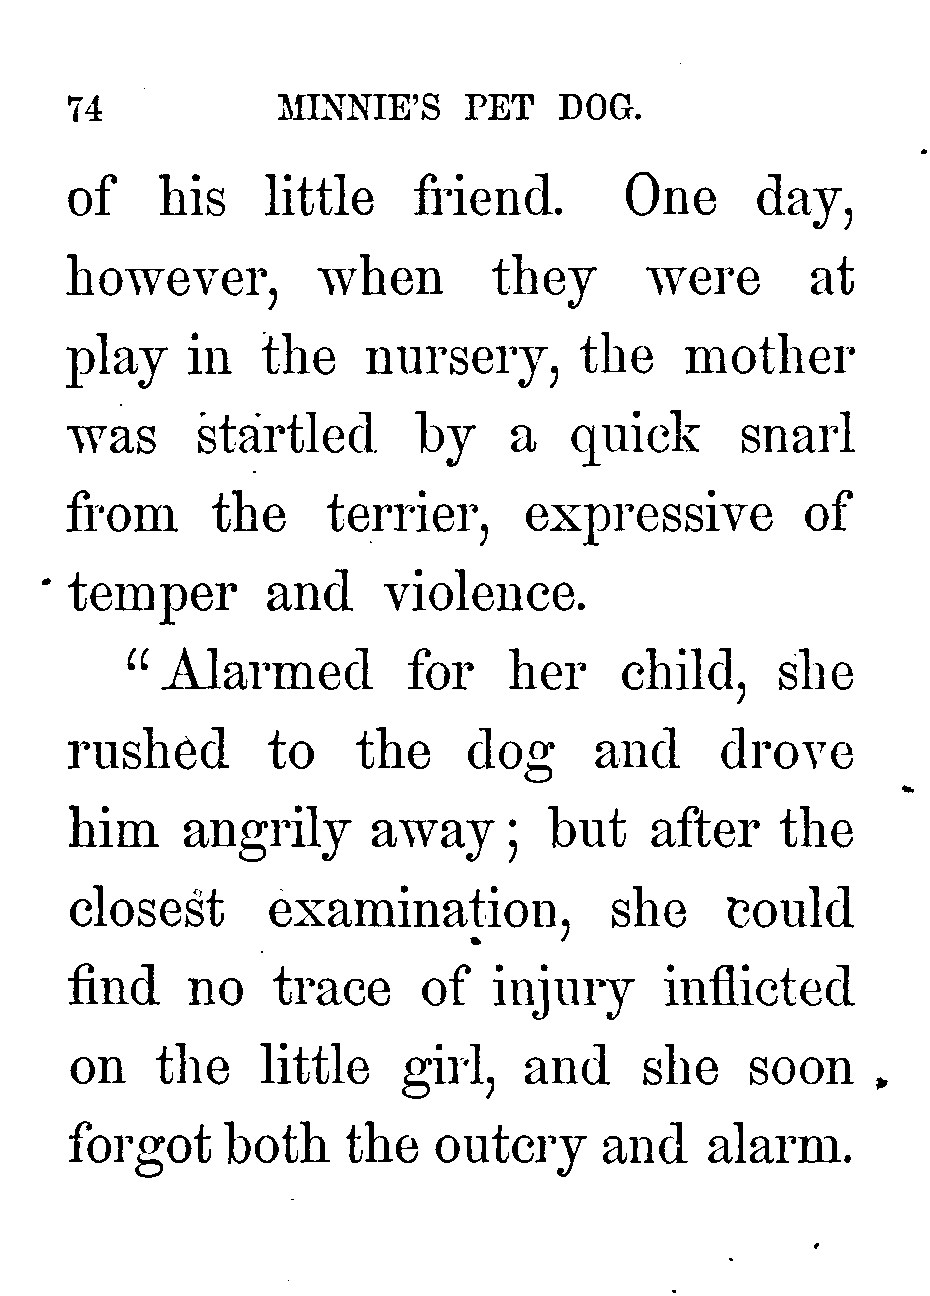 74 MINNIE'S PET DOG.
of his little friend. One day,
however, when they were at
play in the nursery, the mother
was startled by a quick snarl
from the terrier, expressive of
temper and violence.
“ Alarmed for her child, she
rushed to the dog and drove
him angrily away ; but after the
closest examination, she could
find no trace of injury inflicted
on the little girl, and she soon
forgot both the outcry and alarm.